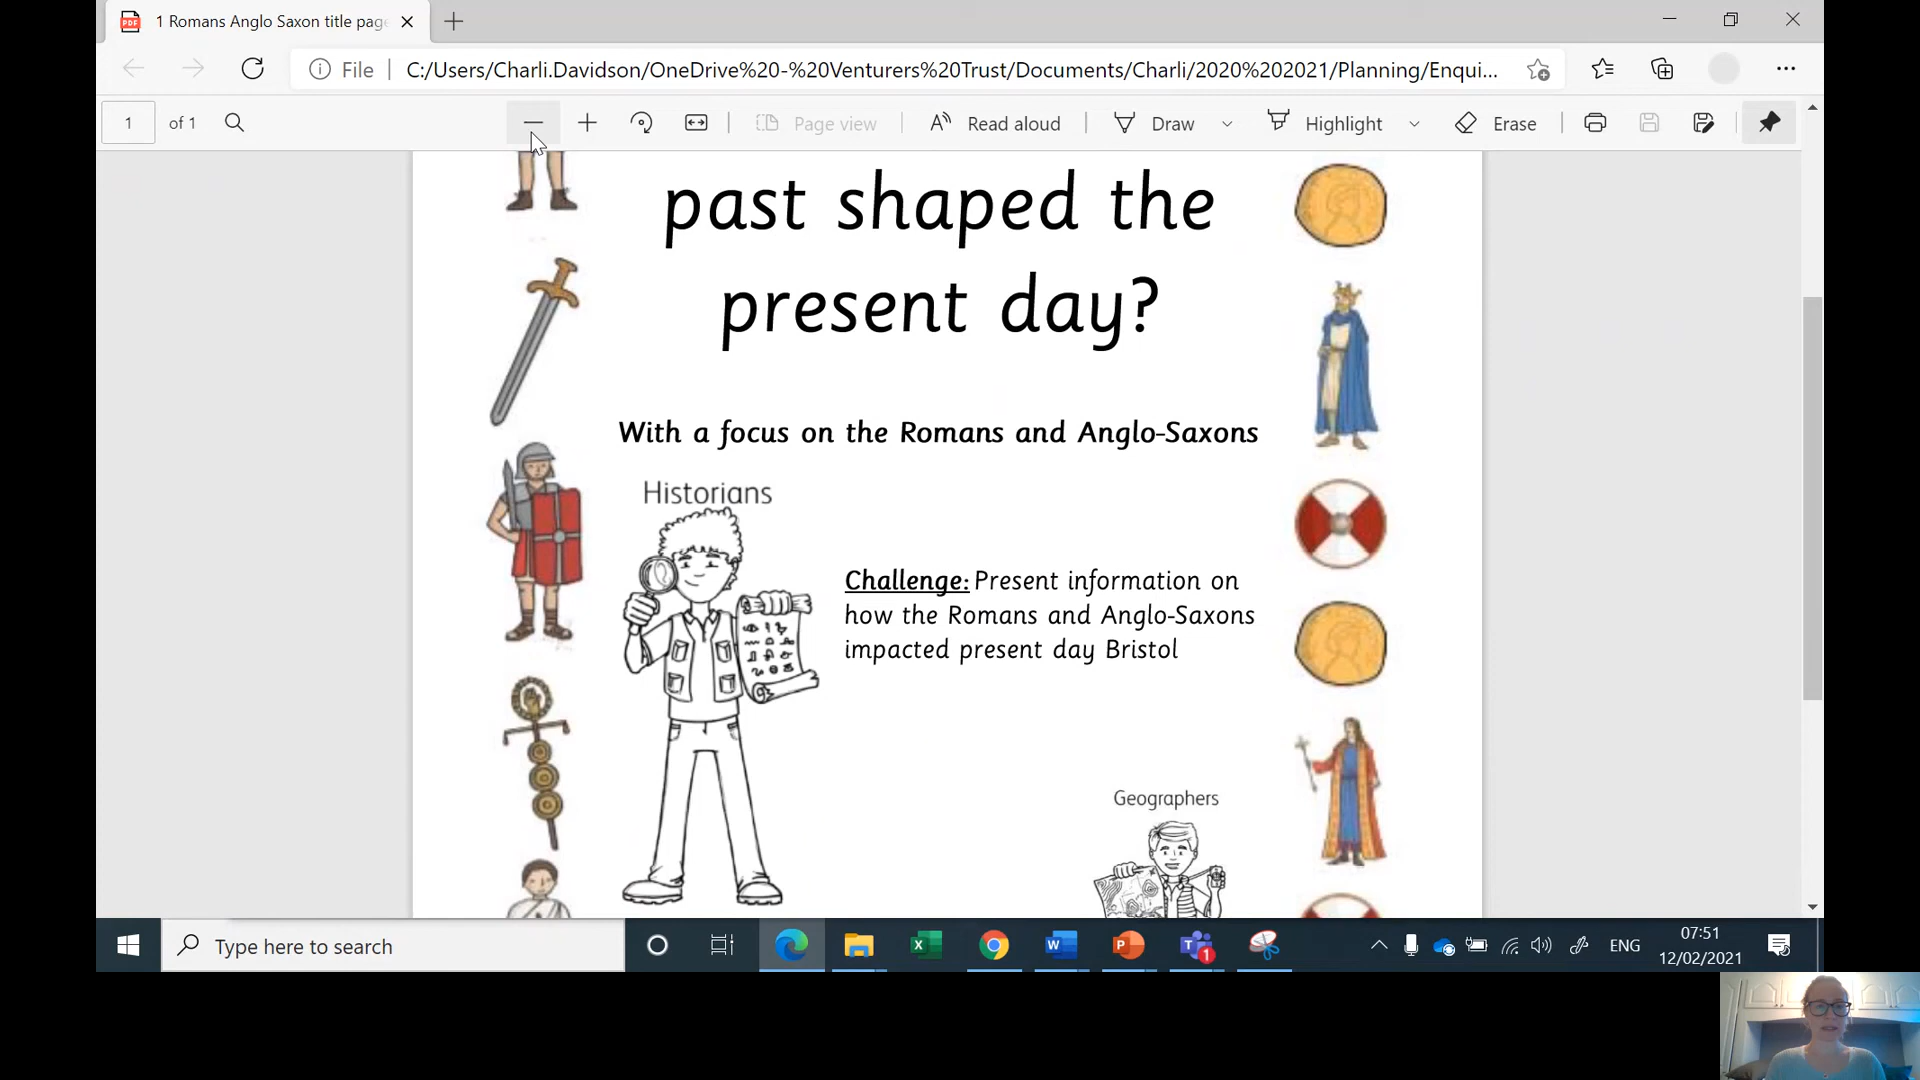 1 Romans Anglo Saxon title page
File
C:/Users/Charli.Davidson/OneDrive%20-%20Venturers%20Trust/Documents/Charli/2020%202021/Planning/Enqui...
1 of 1
Page view
Read aloud
Draw
Highlight
Erase
past shaped the
present day?
With a focus on the Romans and Anglo-Saxons
Historians
Challenge: Present information on
how the Romans and Anglo-Saxons
impacted present day Bristol
Geographers
Type here to search
ENG
07:51
12/02/2021